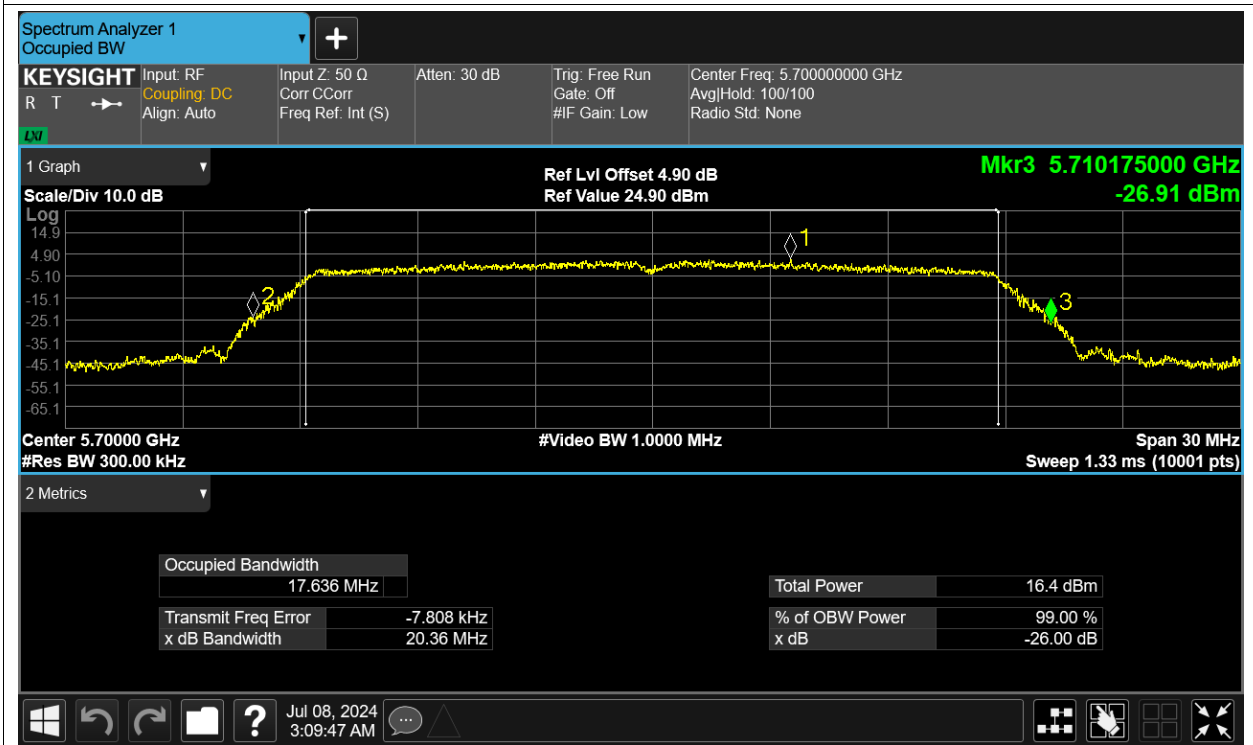 Spectrum Analyzer 1
Occupied BW
KEYSIGHT
R T
LXI
Input: RF
Coupling: DC
Align: Auto
Input Z: 50 Ω
Corr CCorr
Freq Ref: Int (S)
Atten: 30 dB
Trig: Free Run
Gate: Off
#IF Gain: Low
Center Freq: 5.700000000 GHz
Avg|Hold: 100/100
Radio Std: None
1 Graph
Scale/Div 10.0 dB
Ref Lvl Offset 4.90 dB
Ref Value 24.90 dBm
Mkr3 5.710175000 GHz
-26.91 dBm
Log
14.9
4.90
-5.10
-15.1
-25.1
-35.1
-45.1
-55.1
-65.1
1
2
3
Center 5.70000 GHz
#Res BW 300.00 kHz
#Video BW 1.0000 MHz
Span 30 MHz
Sweep 1.33 ms (10001 pts)
2 Metrics
Occupied Bandwidth
17.636 MHz
Transmit Freq Error -7.808 kHz
x dB Bandwidth 20.36 MHz
Total Power 16.4 dBm
% of OBW Power 99.00 %
x dB -26.00 dB
?
Jul 08, 2024
3:09:47 AM